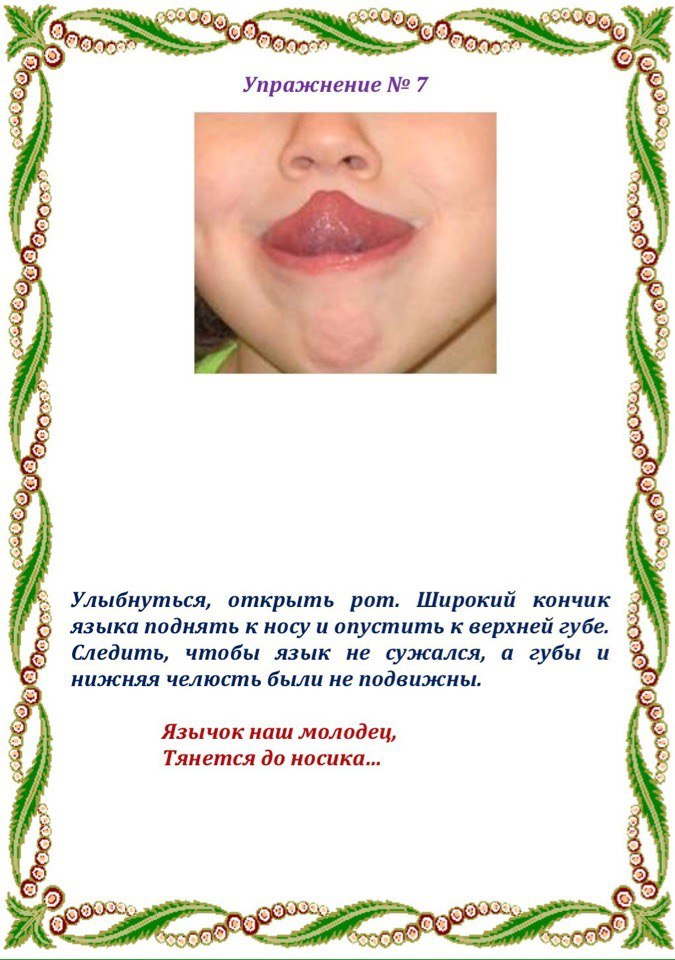 Упражнение № 7
Улыбнуться, открыть рот. Широкий кончик
языка поднять к носу и опустить к верхней губе.
Следить, чтобы язык не сужался, а губы и
нижняя челюсть были не подвижны.
Язычок наш молодец,
Тянется до носика...